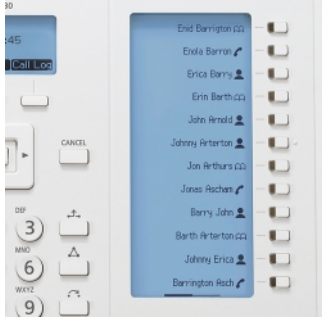 30
:45
Call Log
CANCEL
DEF
3
MNO
6
WXYZ
9
Enid Barrington
Enola Barron
Erica Barry
Erin Barth
John Arnold
Johnny Arterton
Jon Arthurs
Jonas Ascham
Barry John
Barth Arterton
Johnny Erica
Barrington Asch